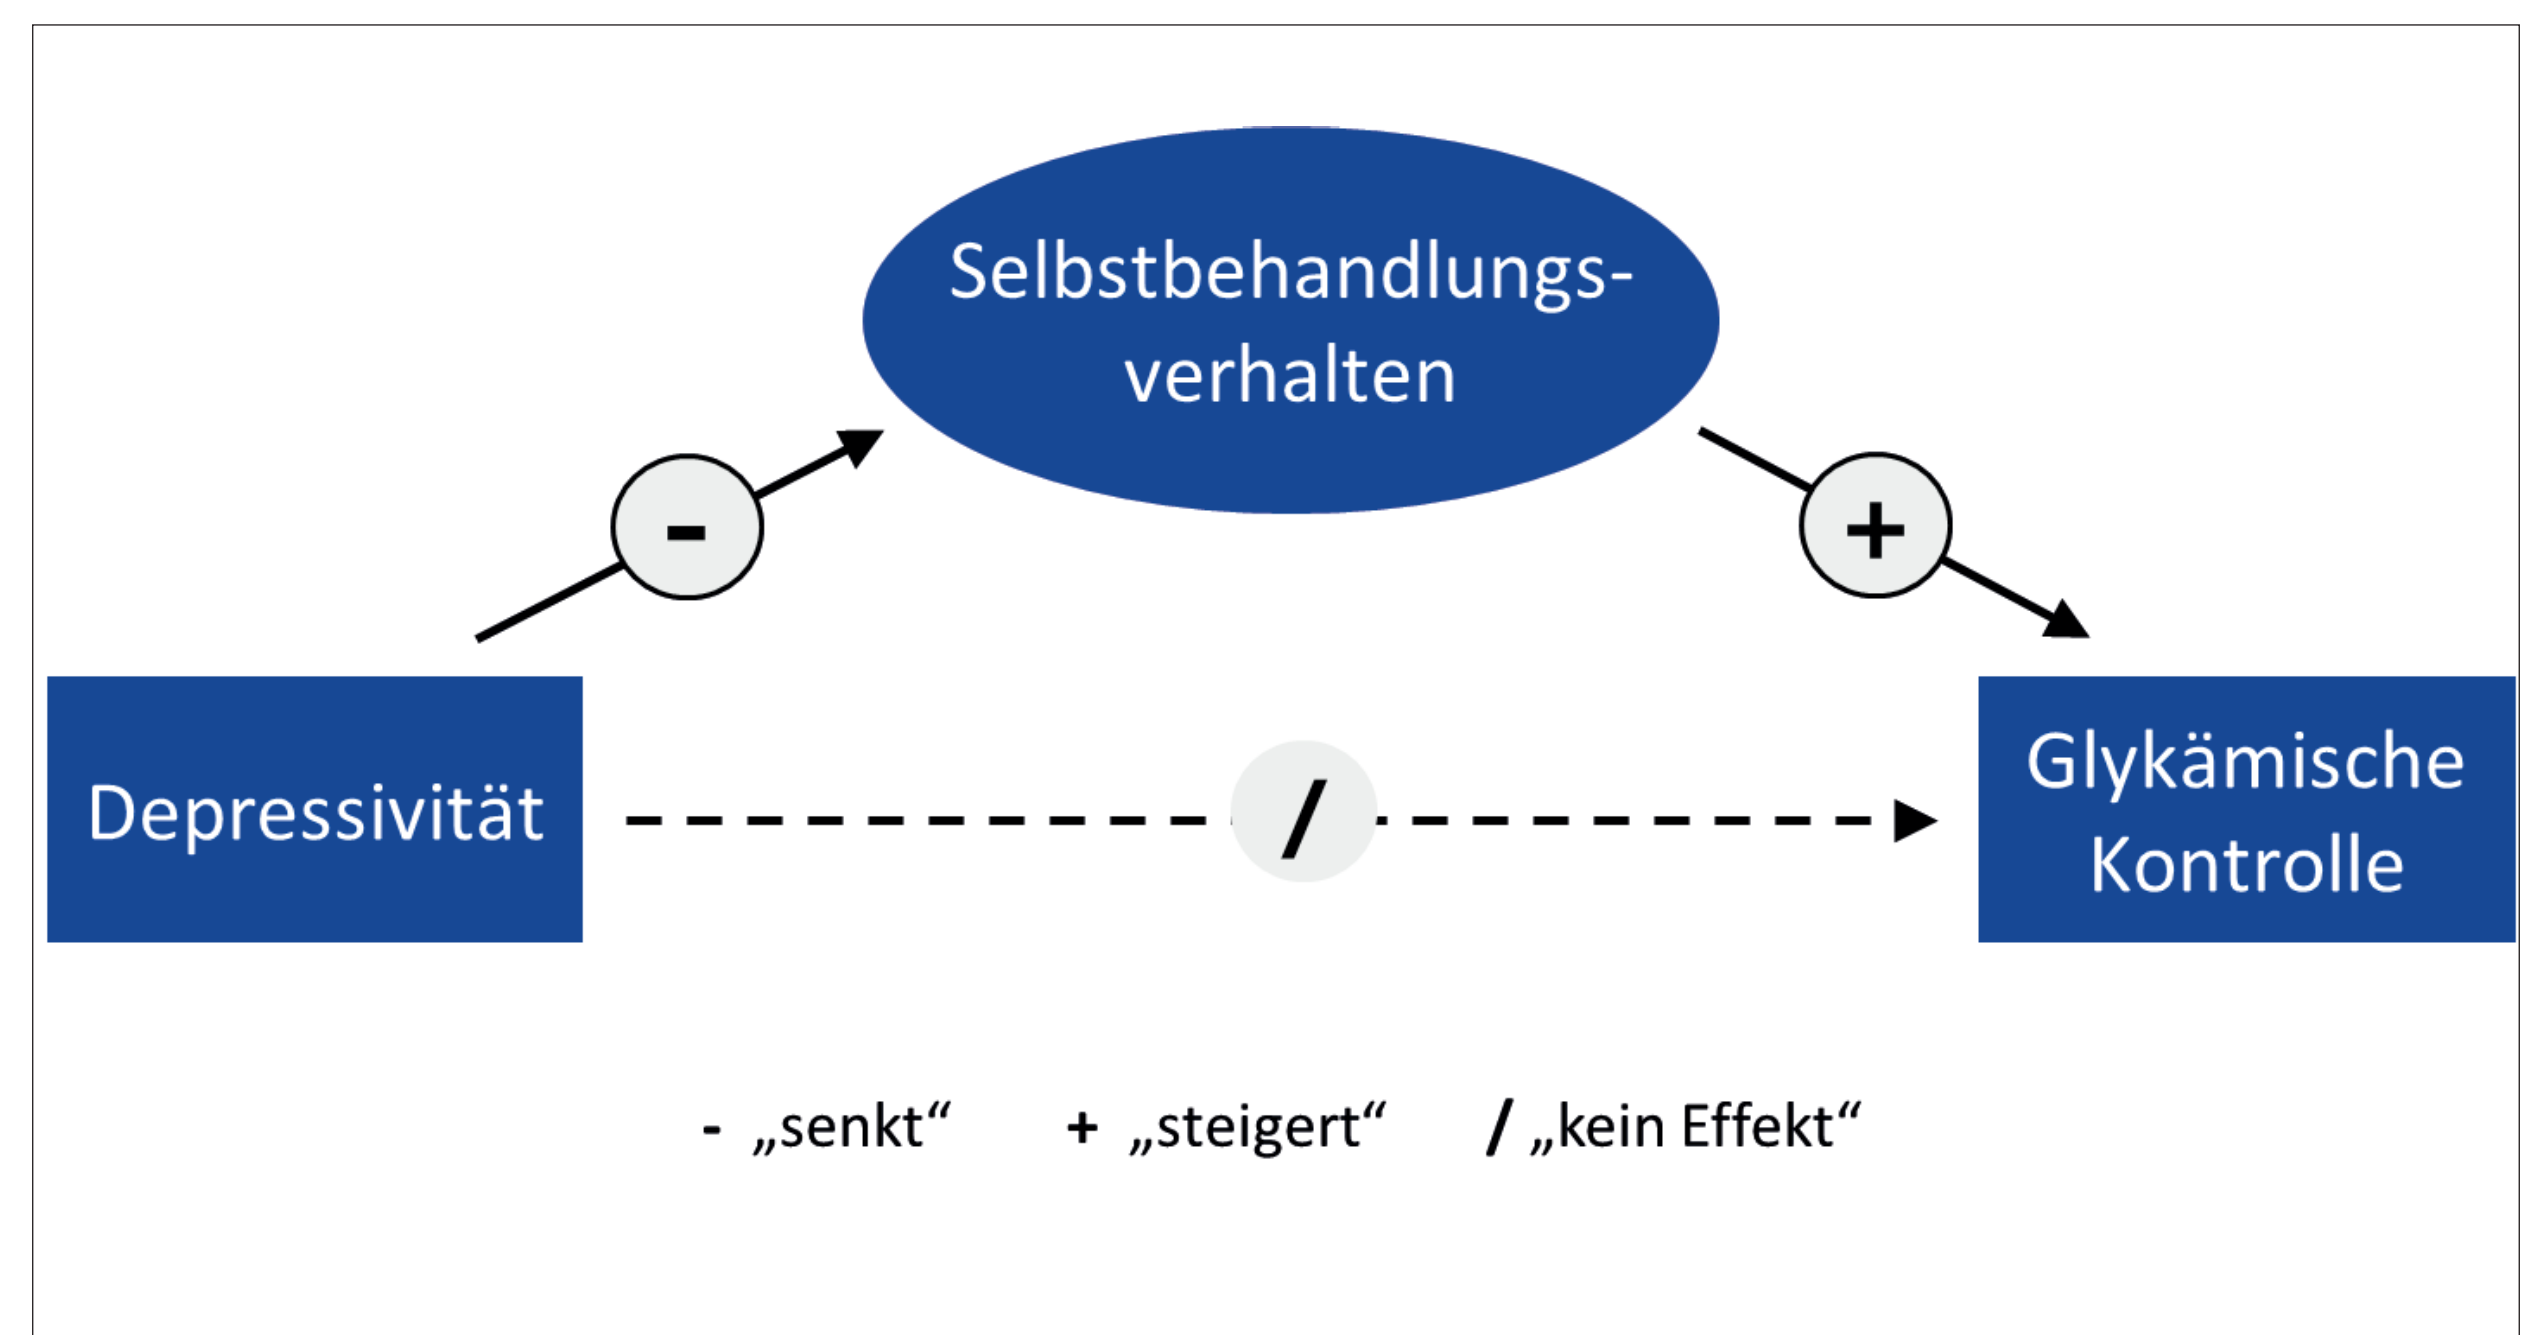 Selbstbehandlungs-
verhalten
-
+
Depressivität
/
Glykämische
Kontrolle
- „senkt“ + „steigert“ / „kein Effekt“